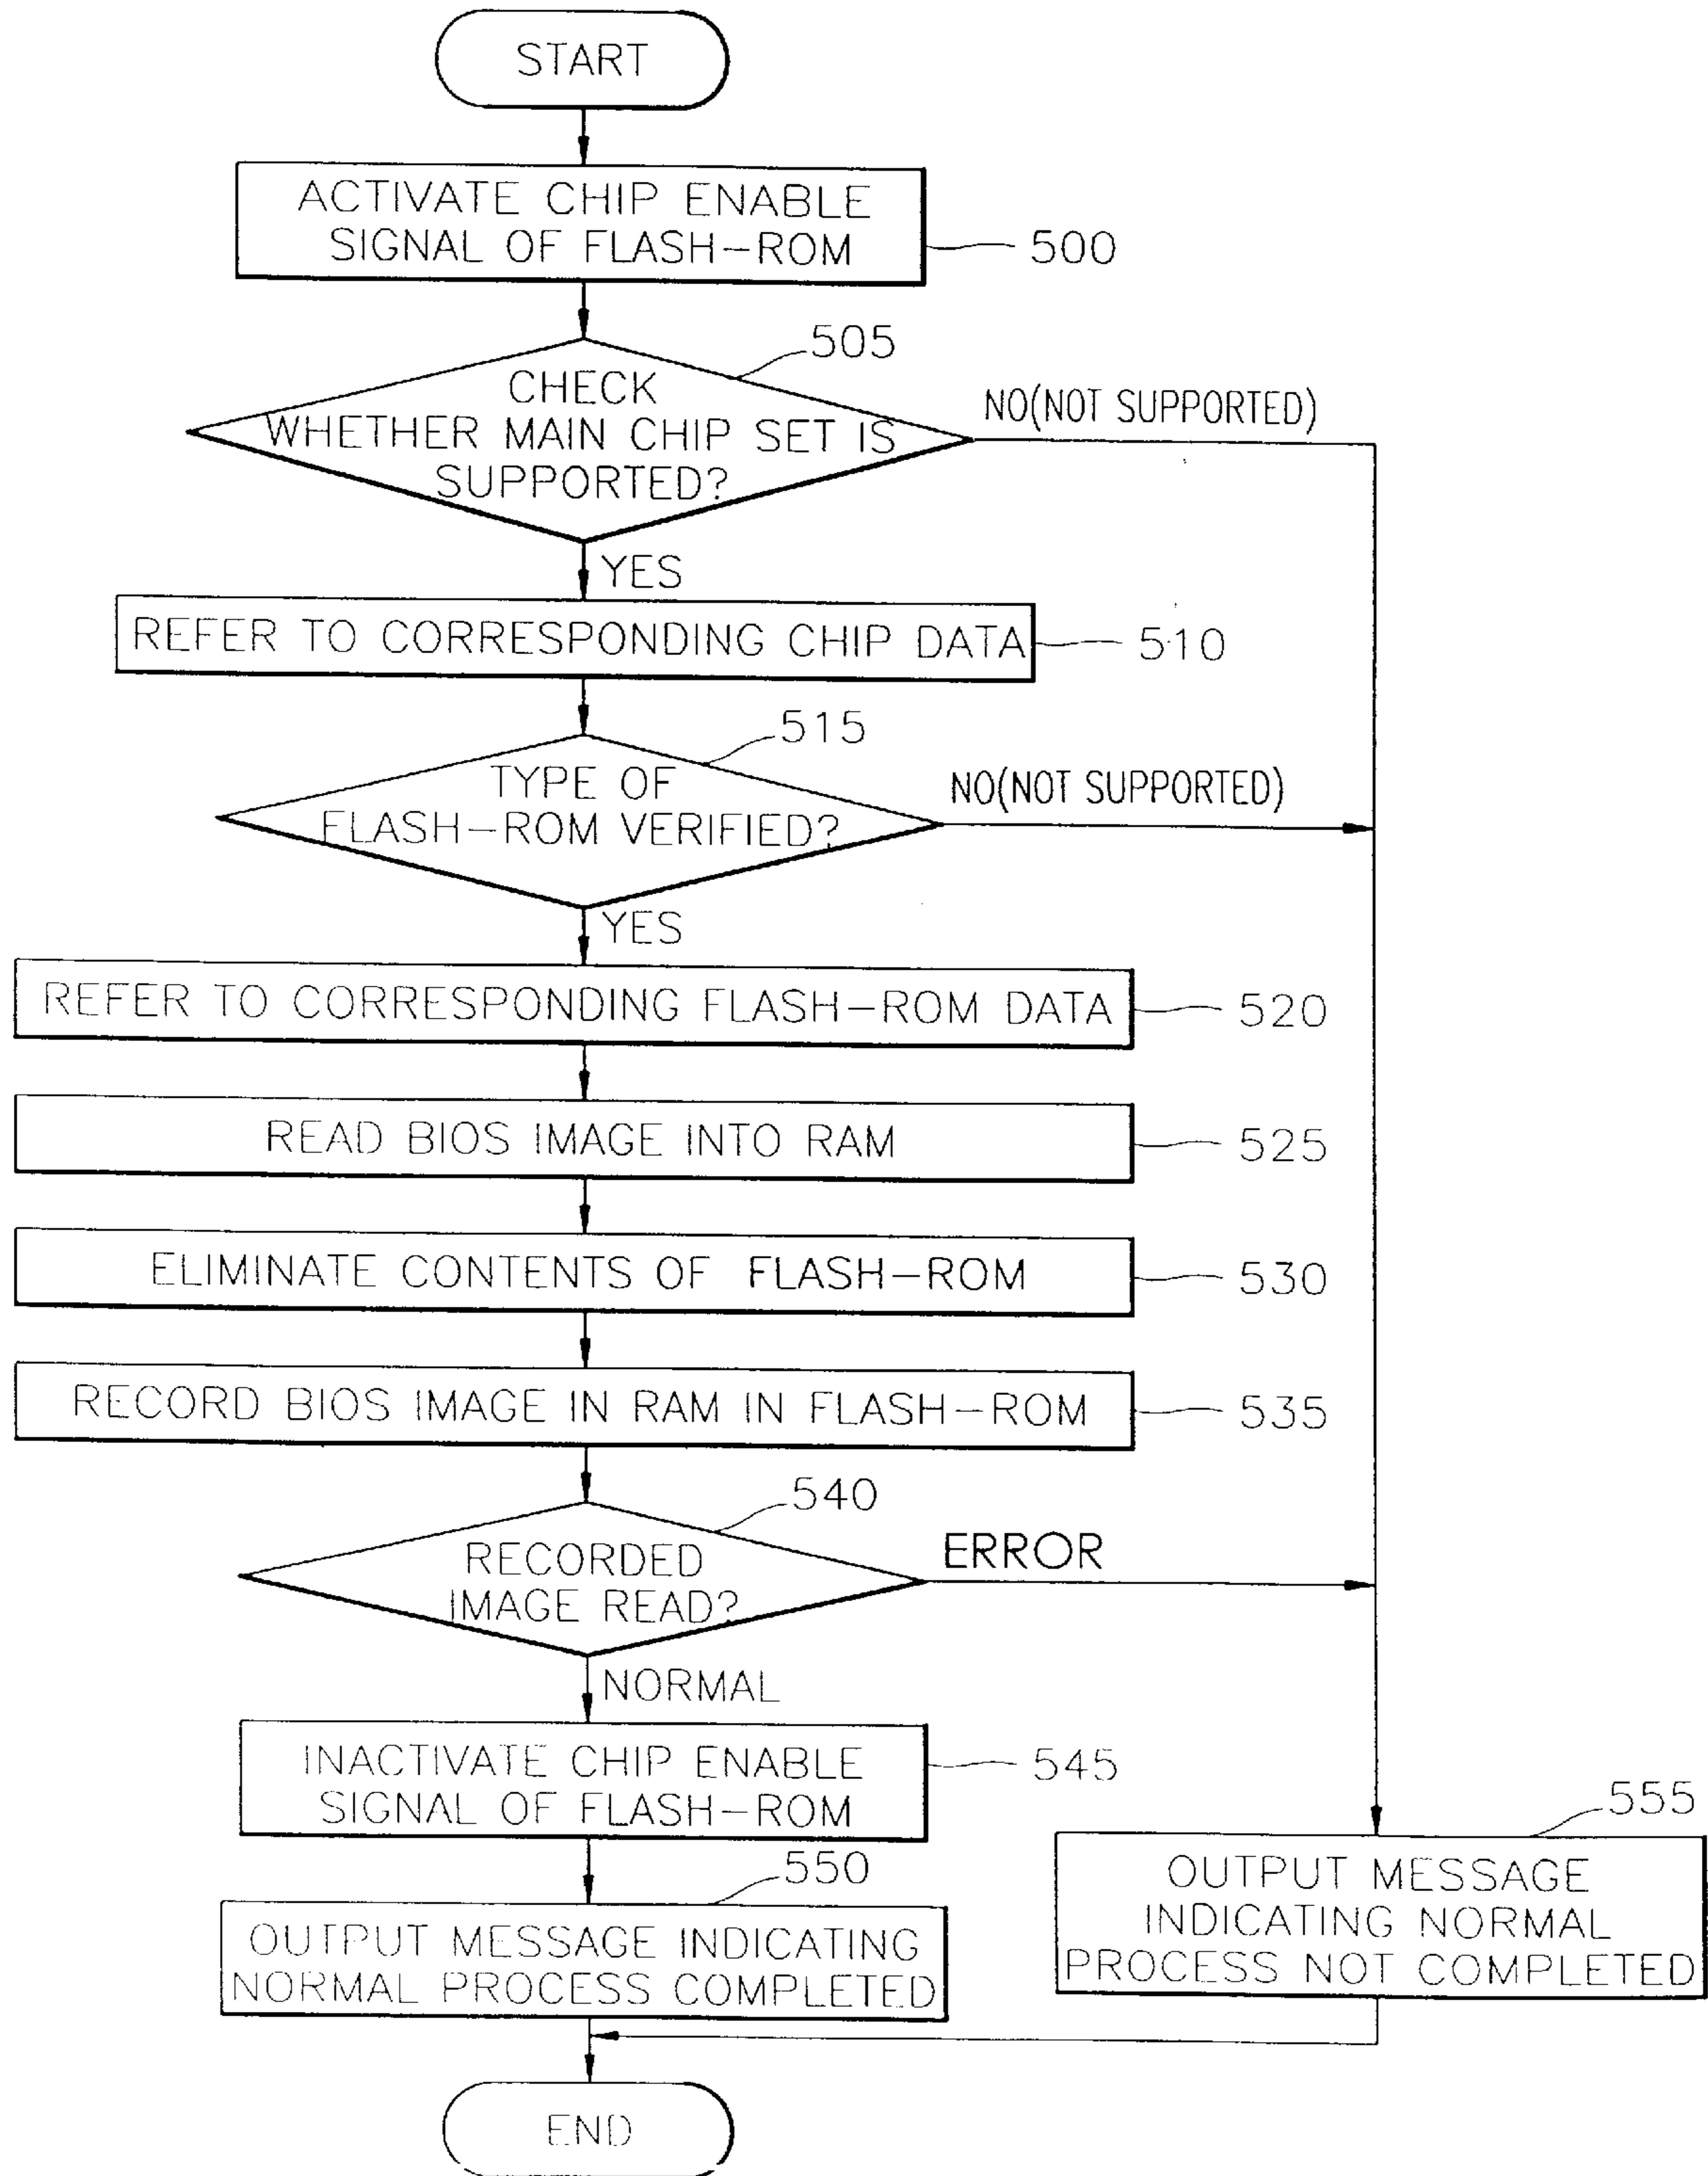 START
ACTIVATE CHIP ENABLE
SIGNAL OF FLASH-ROM
500
505
CHECK
WHETHER MAIN CHIP SET IS
SUPPORTED?
NO(NOT SUPPORTED)
YES
REFER TO CORRESPONDING CHIP DATA
510
515
TYPE OF
FLASH-ROM VERIFIED?
NO(NOT SUPPORTED)
YES
REFER TO CORRESPONDING FLASH-ROM DATA
520
READ BIOS IMAGE INTO RAM
525
ELIMINATE CONTENTS OF FLASH-ROM
530
RECORD BIOS IMAGE IN RAM IN FLASH-ROM
535
540
RECORDED
IMAGE READ?
ERROR
NORMAL
INACTIVATE CHIP ENABLE
SIGNAL OF FLASH-ROM
545
550
OUTPUT MESSAGE INDICATING
NORMAL PROCESS COMPLETED
555
OUTPUT MESSAGE
INDICATING NORMAL
PROCESS NOT COMPLETED
END